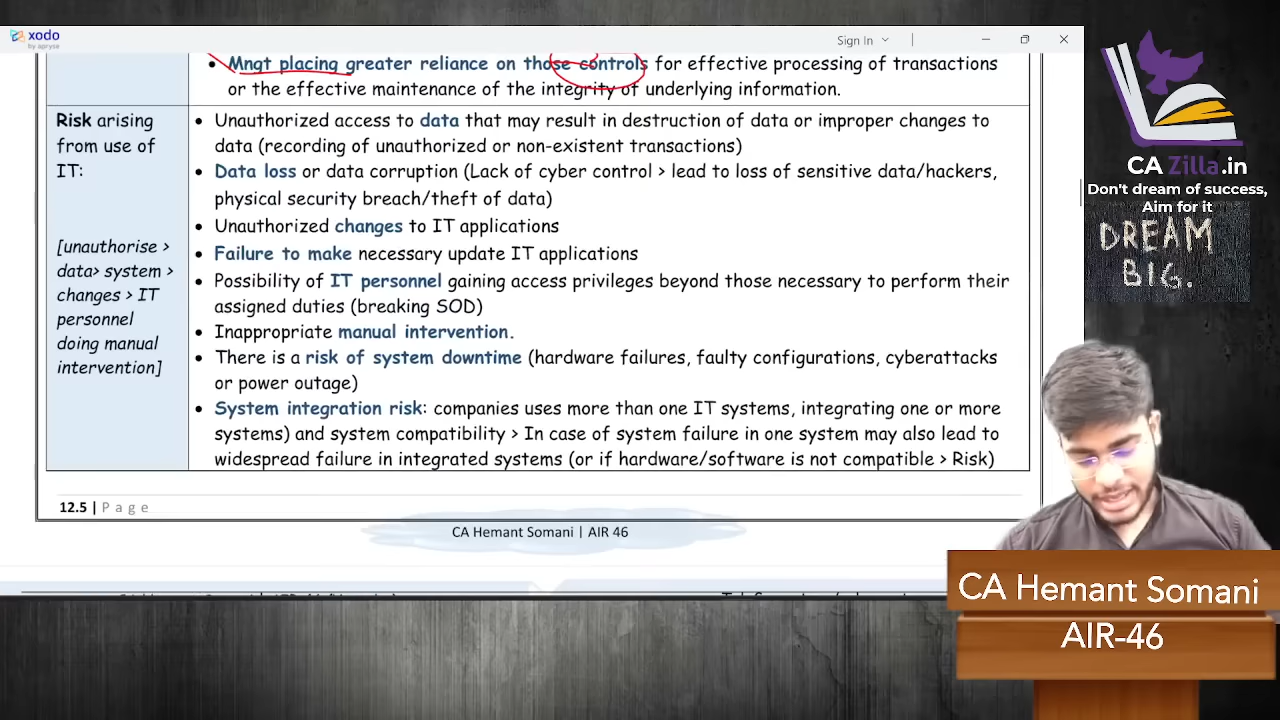 xodo
by apryse
Sign In
• Mngt placing greater reliance on those controls for effective processing of transactions
or the effective maintenance of the integrity of underlying information.
Risk arising
from use of
IT:
[unauthorise >
data> system >
changes > IT
personnel
doing manual
intervention]
• Unauthorized access to data that may result in destruction of data or improper changes to
data (recording of unauthorized or non-existent transactions)
• Data loss or data corruption (Lack of cyber control > lead to loss of sensitive data/hackers,
physical security breach/theft of data)
• Unauthorized changes to IT applications
• Failure to make necessary update IT applications
• Possibility of IT personnel gaining access privileges beyond those necessary to perform their
assigned duties (breaking SOD)
• Inappropriate manual intervention.
• There is a risk of system downtime (hardware failures, faulty configurations, cyberattacks
or power outage)
• System integration risk: companies uses more than one IT systems, integrating one or more
systems) and system compatibility > In case of system failure in one system may also lead to
widespread failure in integrated systems (or if hardware/software is not compatible > Risk)
12.5 | Page
CA Hemant Somani | AIR 46
CA Zilla.in
Don't dream of success,
Aim for it
DREAM
BIG.
CA Hemant Somani
AIR-46